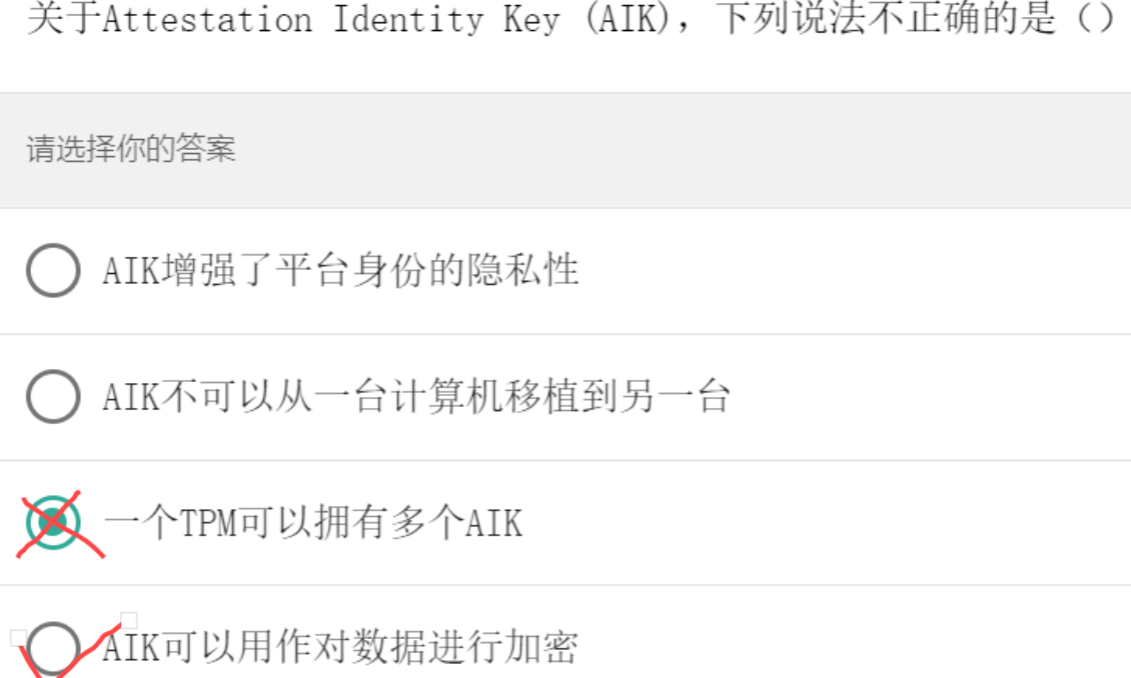 关于Attestation Identity Key (AIK)，下列说法不正确的是（）
请选择你的答案
AIK增强了平台身份的隐私性
AIK不可以从一台计算机移植到另一台
一个TPM可以拥有多个AIK
AIK可以用作对数据进行加密